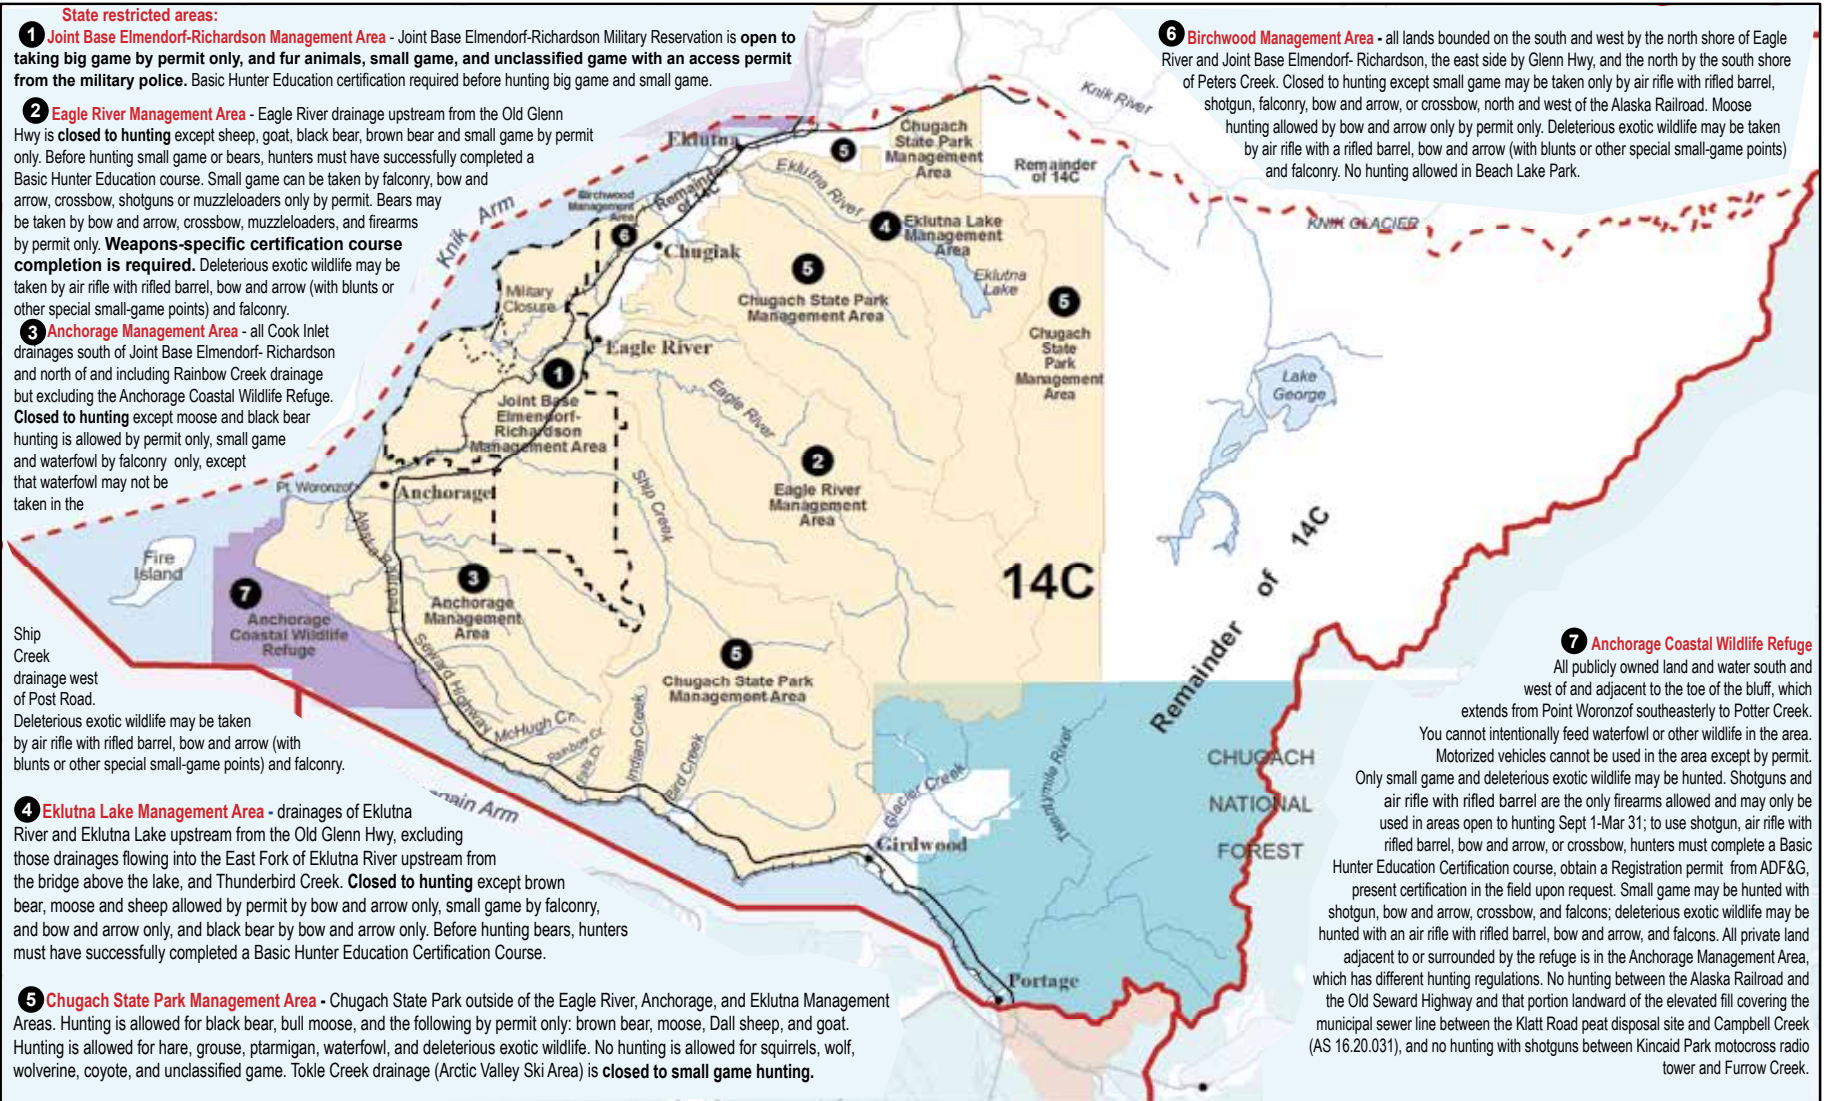 State restricted areas:
1 Joint Base Elmendorf-Richardson Management Area - Joint Base Elmendorf-Richardson Military Reservation is open to
taking big game by permit only, and fur animals, small game, and unclassified game with an access permit
from the military police. Basic Hunter Education certification required before hunting big game and small game.
2 Eagle River Management Area - Eagle River drainage upstream from the Old Glenn
Hwy is closed to hunting except sheep, goat, black bear, brown bear and small game by permit
only. Before hunting small game or bears, hunters must have successfully completed a
Basic Hunter Education course. Small game can be taken by falconry, bow and
arrow, crossbow, shotguns or muzzleloaders only by permit. Bears may
be taken by bow and arrow, crossbow, muzzleloaders, and firearms
by permit only. Weapons-specific certification course
completion is required. Deleterious exotic wildlife may be
taken by air rifle with rifled barrel, bow and arrow (with blunts or
other special small-game points) and falconry.
3 Anchorage Management Area - all Cook Inlet
drainages south of Joint Base Elmendorf- Richardson
and north of and including Rainbow Creek drainage
but excluding the Anchorage Coastal Wildlife Refuge.
Closed to hunting except moose and black bear
hunting is allowed by permit only, small game
and waterfowl by falconry only, except
that waterfowl may not be
taken in the
Ship
Creek
drainage west
of Post Road.
Deleterious exotic wildlife may be taken
by air rifle with rifled barrel, bow and arrow (with
blunts or other special small-game points) and falconry.
4 Eklutna Lake Management Area - drainages of Eklutna
River and Eklutna Lake upstream from the Old Glenn Hwy, excluding
those drainages flowing into the East Fork of Eklutna River upstream from
the bridge above the lake, and Thunderbird Creek. Closed to hunting except brown
bear, moose and sheep allowed by permit by bow and arrow only, small game by falconry,
and bow and arrow only, and black bear by bow and arrow only. Before hunting bears, hunters
must have successfully completed a Basic Hunter Education Certification Course.
5 Chugach State Park Management Area - Chugach State Park outside of the Eagle River, Anchorage, and Eklutna Management
Areas. Hunting is allowed for black bear, bull moose, and the following by permit only: brown bear, moose, Dall sheep, and goat.
Hunting is allowed for hare, grouse, ptarmigan, waterfowl, and deleterious exotic wildlife. No hunting is allowed for squirrels, wolf,
wolverine, coyote, and unclassified game. Tokle Creek drainage (Arctic Valley Ski Area) is closed to small game hunting.
6 Birchwood Management Area - all lands bounded on the south and west by the north shore of Eagle
River and Joint Base Elmendorf- Richardson, the east side by Glenn Hwy, and the north by the south shore
of Peters Creek. Closed to hunting except small game may be taken only by air rifle with rifled barrel,
shotgun, falconry, bow and arrow, or crossbow, north and west of the Alaska Railroad. Moose
hunting allowed by bow and arrow only by permit only. Deleterious exotic wildlife may be taken
by air rifle with a rifled barrel, bow and arrow (with blunts or other special small-game points)
and falconry. No hunting allowed in Beach Lake Park.
7 Anchorage Coastal Wildlife Refuge
All publicly owned land and water south and
west of and adjacent to the toe of the bluff, which
extends from Point Woronzof southeasterly to Potter Creek.
You cannot intentionally feed waterfowl or other wildlife in the area.
Motorized vehicles cannot be used in the area except by permit.
Only small game and deleterious exotic wildlife may be hunted. Shotguns and
air rifle with rifled barrel are the only firearms allowed and may only be
used in areas open to hunting Sept 1-Mar 31; to use shotgun, air rifle with
rifled barrel, bow and arrow, or crossbow, hunters must complete a Basic
Hunter Education Certification course, obtain a Registration permit from ADF&G,
present certification in the field upon request. Small game may be hunted with
shotgun, bow and arrow, crossbow, and falcons; deleterious exotic wildlife may be
hunted with an air rifle with rifled barrel, bow and arrow, and falcons. All private land
adjacent to or surrounded by the refuge is in the Anchorage Management Area,
which has different hunting regulations. No hunting between the Alaska Railroad and
the Old Seward Highway and that portion landward of the elevated fill covering the
municipal sewer line between the Klatt Road peat disposal site and Campbell Creek
(AS 16.20.031), and no hunting with shotguns between Kincaid Park motocross radio
tower and Furrow Creek.
Knik River
Eklutna
5
Chugach
State Park
Management
Area
Remainder
of 14C
Eklutna River
Remainder
of 14C
Birchwood
Management
Area
6
Knik Arm
4
Eklutna Lake
Management
Area
KNIK GLACIER
Chugiak
5
Chugach State Park
Management Area
Eklutna
Lake
5
Chugach
State
Park
Management
Area
Military
Closure
Eagle River
1
Joint Base
Elmendorf-
Richardson
Management Area
Eagle River
Lake
George
2
Eagle River
Management
Area
Pt. Woronzof
Anchorage
Ship Creek
Alaska Railroad
Fire
Island
14C
Remainder of 14C
7
Anchorage
Coastal Wildlife
Refuge
3
Anchorage
Management
Area
Seward Highway
5
Chugach State Park
Management Area
McHugh Cr.
Rainbow Cr.
Falls Cr.
Indian Creek
Bird Creek
Glacier Creek
Twentymile River
CHUGACH
NATIONAL
FOREST
Arm
Girdwood
Portage